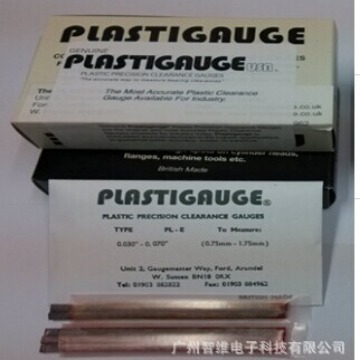 PLASTIGAUGE
GENUINE
PLASTIGAUGE
PLASTIC PRECISION CLEARANCE GAUGES
The Most Accurate Plastic Clearance
Gauge Available For Industry.
flanges, machine tools etc.
British Made
PLASTIGAUGE®
PLASTIC PRECISION CLEARANCE GAUGES
TYPE PL - E To Measure:
0.030" - 0.070" (0.75mm - 1.75mm)
Unit 3, Gaugemaster Way, Ford, Arundel
W. Sussex BN18 0RX
Tel: 01903 882822 Fax: 01903 884962
广州智维电子科技有限公司